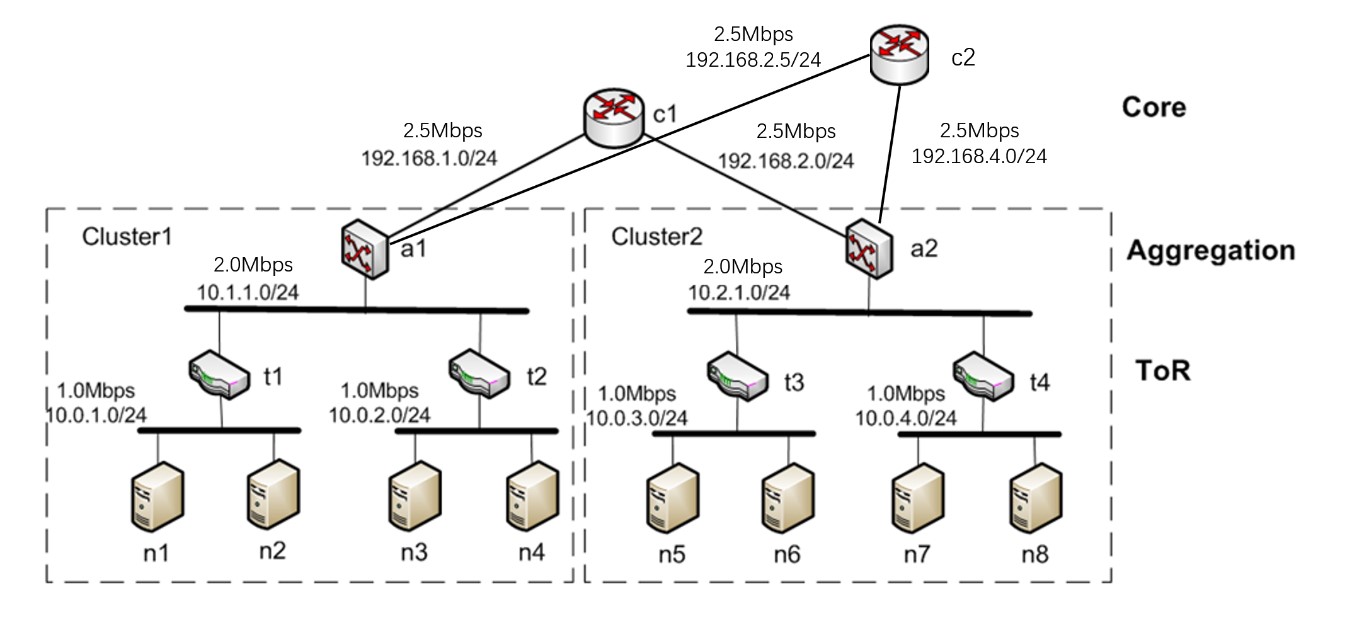 2.5Mbps
192.168.2.5/24
c2
c1
Core
2.5Mbps
192.168.1.0/24
2.5Mbps
192.168.2.0/24
2.5Mbps
192.168.4.0/24
Cluster1
a1
Cluster2
a2
Aggregation
2.0Mbps
10.1.1.0/24
2.0Mbps
10.2.1.0/24
t1
t2
t3
t4
ToR
1.0Mbps
10.0.1.0/24
1.0Mbps
10.0.2.0/24
1.0Mbps
10.0.3.0/24
1.0Mbps
10.0.4.0/24
n1
n2
n3
n4
n5
n6
n7
n8